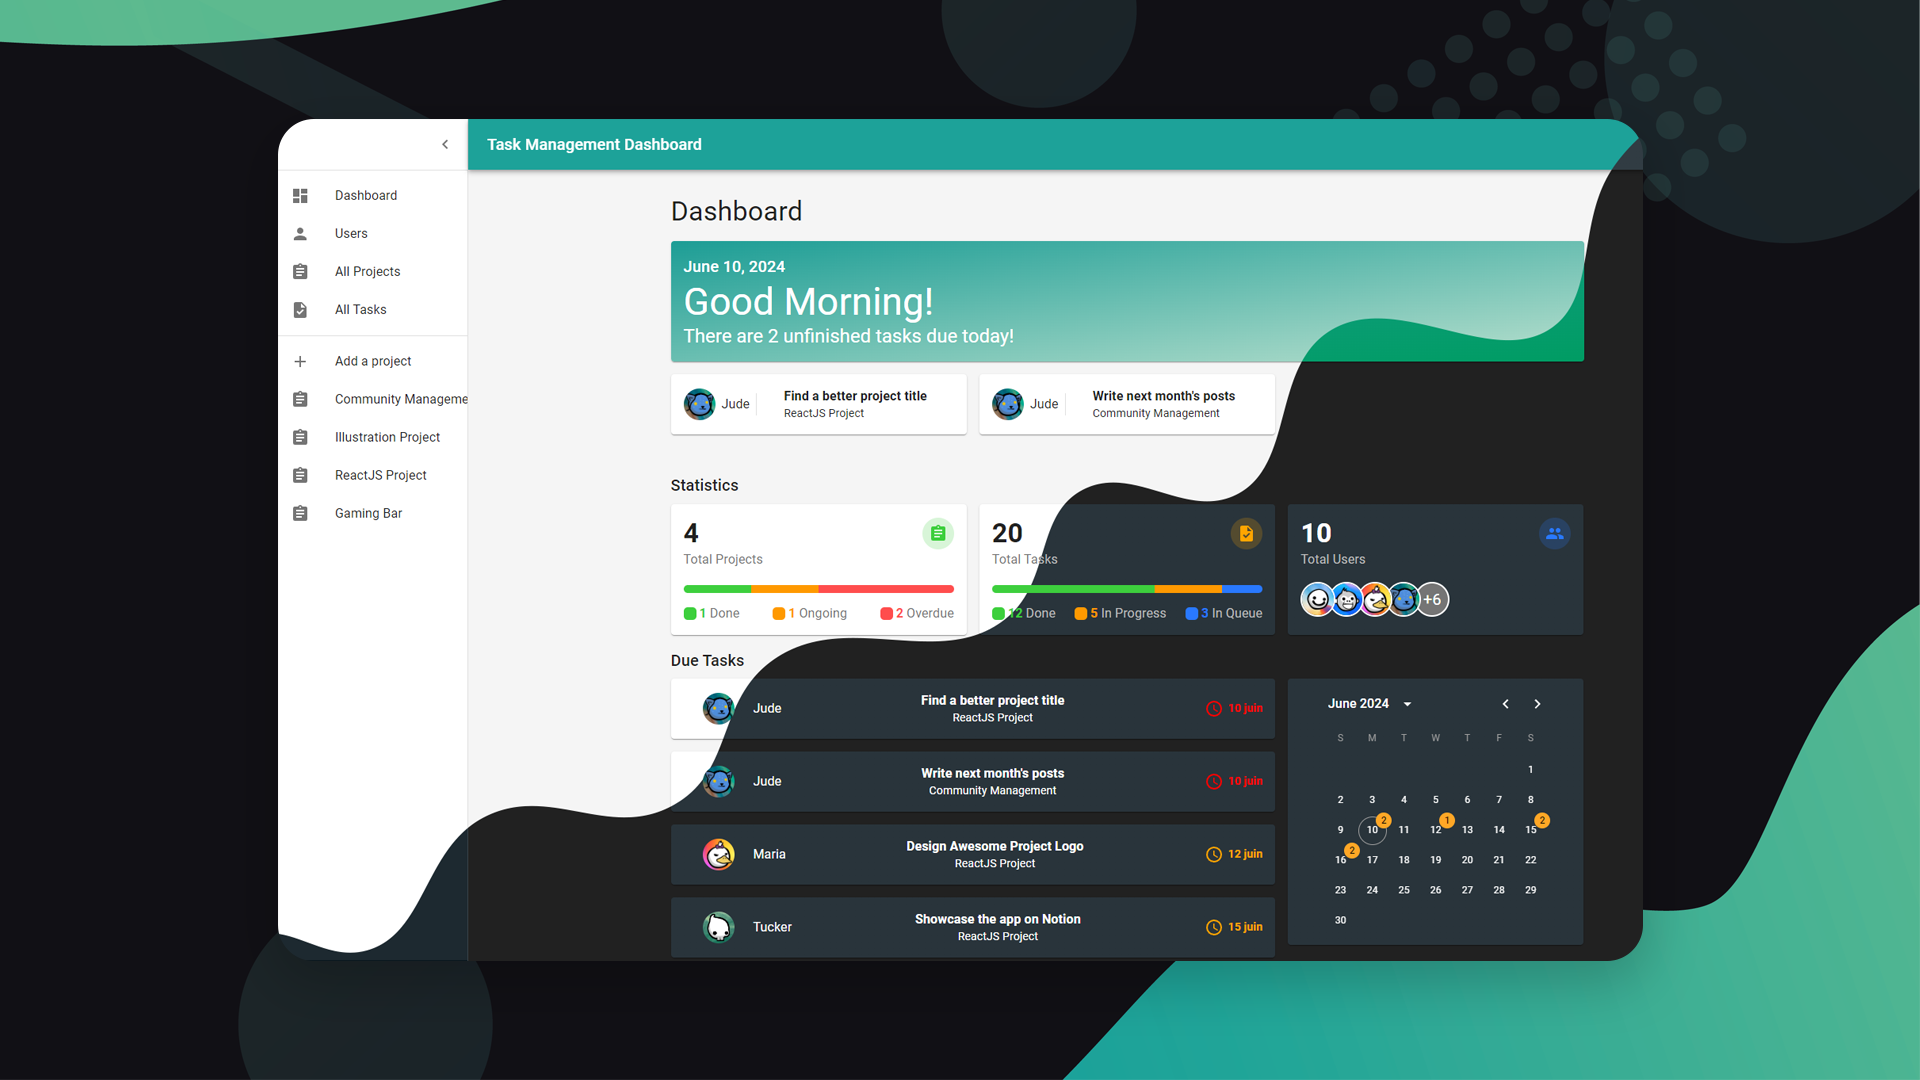 Task Management Dashboard
Dashboard
Users
All Projects
All Tasks
Add a project
Community Manageme
Illustration Project
ReactJS Project
Gaming Bar
Dashboard
June 10, 2024
Good Morning!
There are 2 unfinished tasks due today!
Jude
Find a better project title
ReactJS Project
Jude
Write next month's posts
Community Management
Statistics
4
Total Projects
1 Done
1 Ongoing
2 Overdue
20
Total Tasks
12 Done
5 In Progress
3 In Queue
10
Total Users
+6
Due Tasks
Jude
Find a better project title
ReactJS Project
10 juin
Jude
Write next month's posts
Community Management
10 juin
Maria
Design Awesome Project Logo
ReactJS Project
12 juin
Tucker
Showcase the app on Notion
ReactJS Project
15 juin
June 2024
S M T W T F S
1
2 3 4 5 6 7 8
2 1 2
9 10 11 12 13 14 15
2
16 17 18 19 20 21 22
23 24 25 26 27 28 29
30